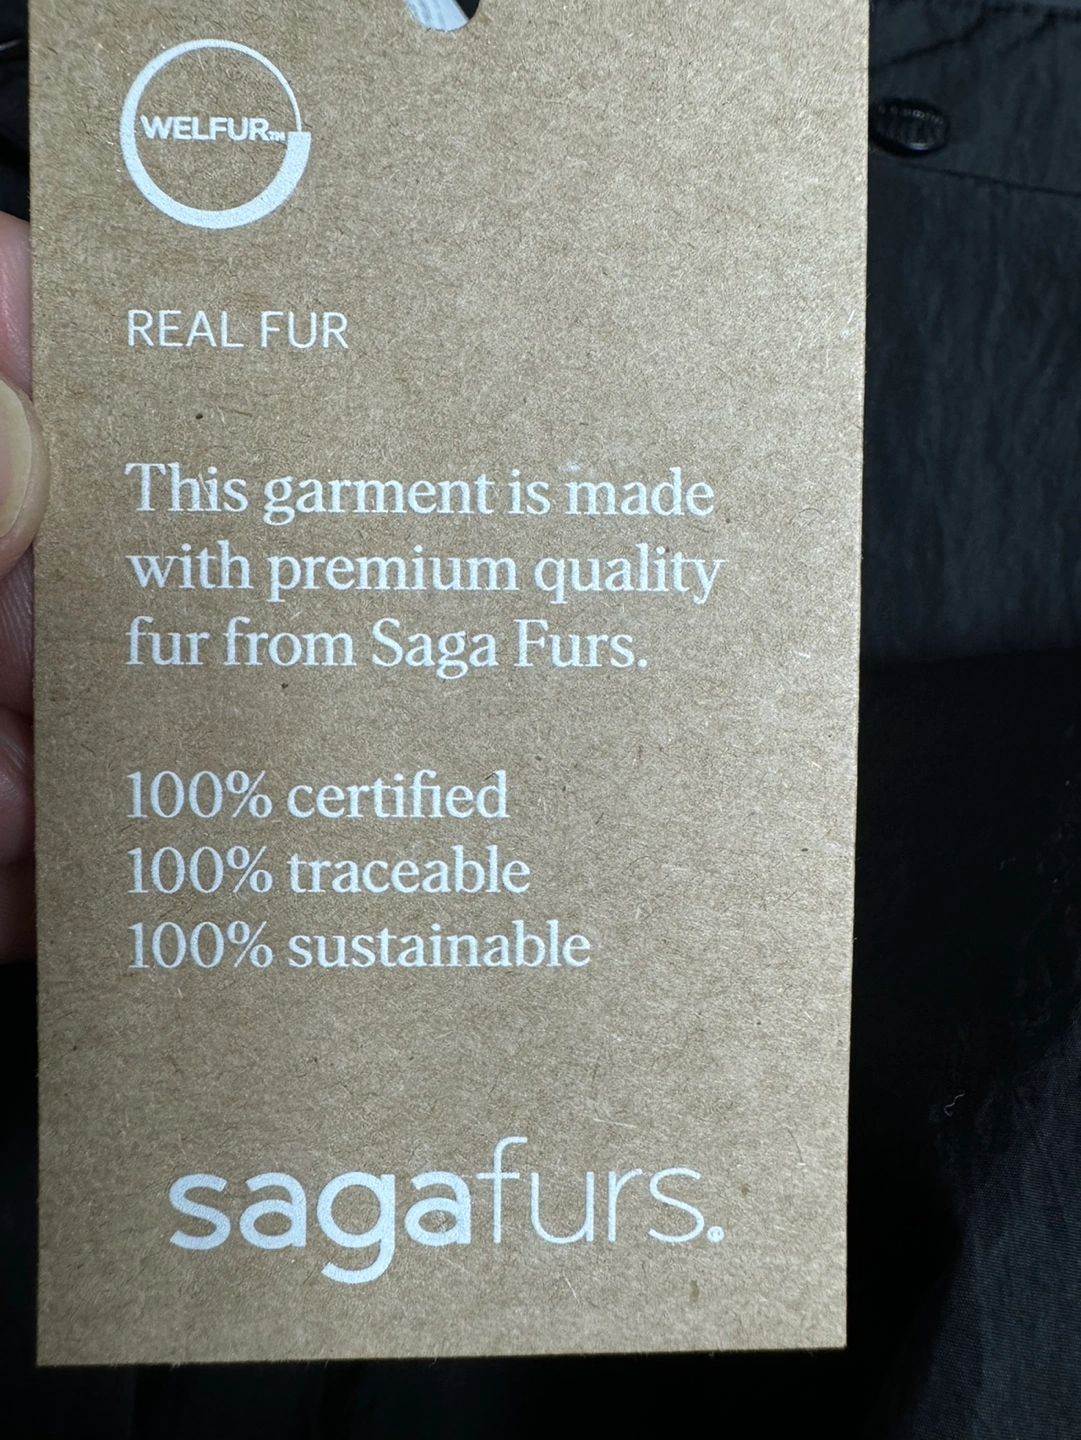 WELFUR™
REAL FUR
This garment is made
with premium quality
fur from Saga Furs.
100% certified
100% traceable
100% sustainable
sagafurs.®